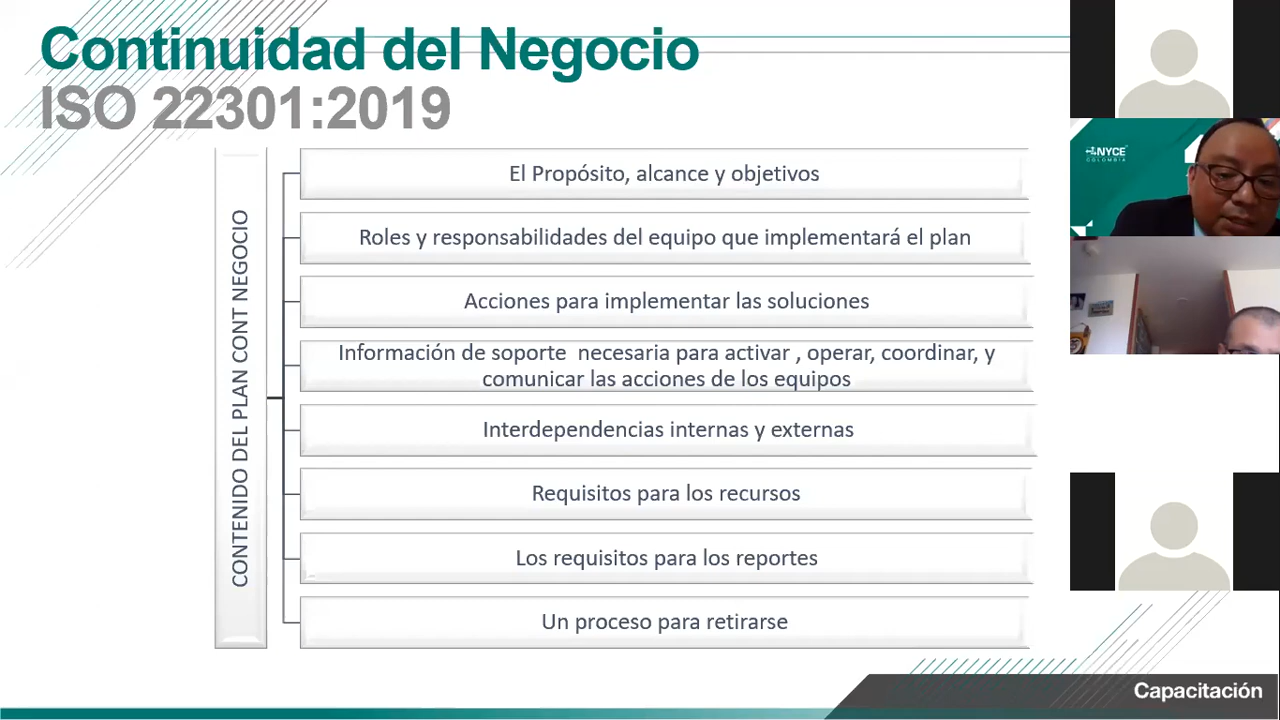 Continuidad del Negocio
ISO 22301:2019
CONTENIDO DEL PLAN CONT NEGOCIO
El Propósito, alcance y objetivos
Roles y responsabilidades del equipo que implementará el plan
Acciones para implementar las soluciones
Información de soporte necesaria para activar , operar, coordinar, y
comunicar las acciones de los equipos
Interdependencias internas y externas
Requisitos para los recursos
Los requisitos para los reportes
Un proceso para retirarse
Capacitación
NYCE
COLOMBIA